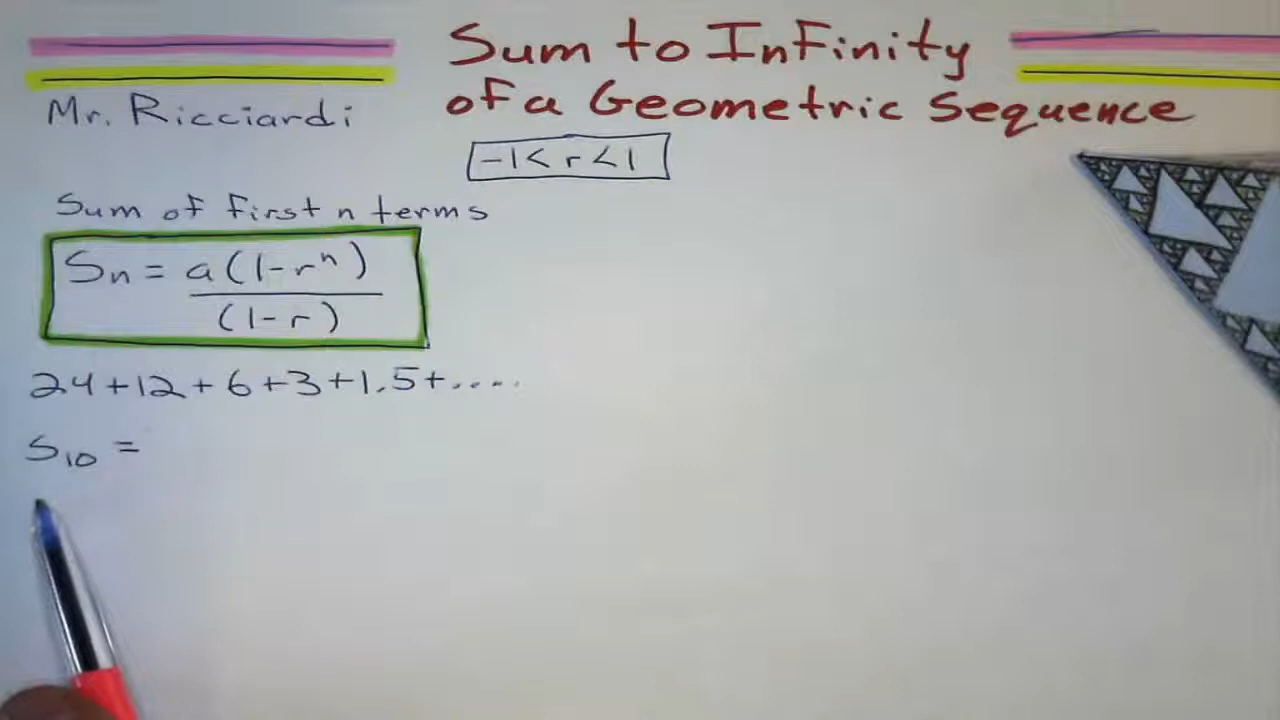 Sum to Infinity
of a Geometric Sequence
Mr. Ricciardi
-1 < r < 1
Sum of first n terms
Sn = a(1-rⁿ)
(1-r)
24+12+6+3+1.5+.....
S₁₀ =